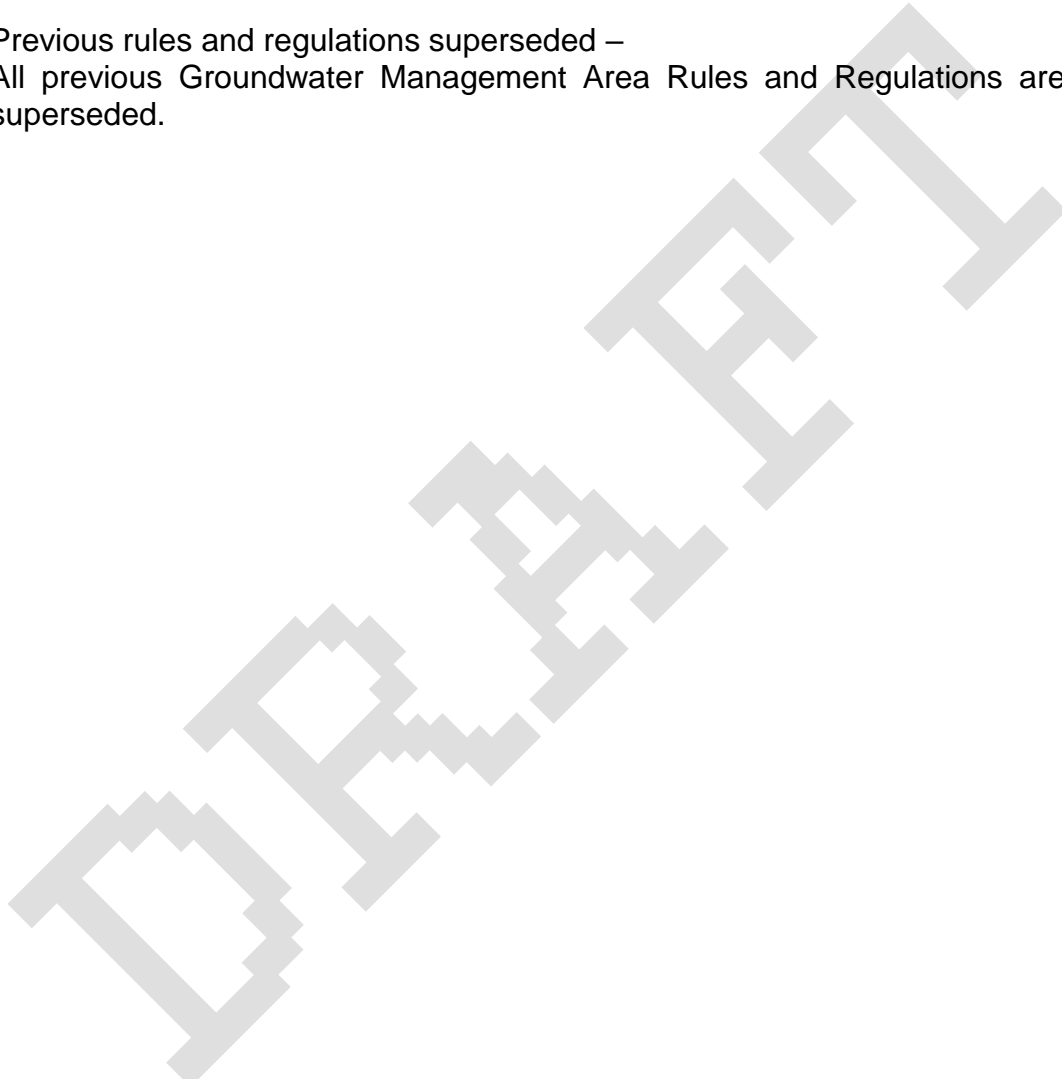 Previous rules and regulations superseded –
All previous Groundwater Management Area Rules and Regulations are
superseded.
DRAFT